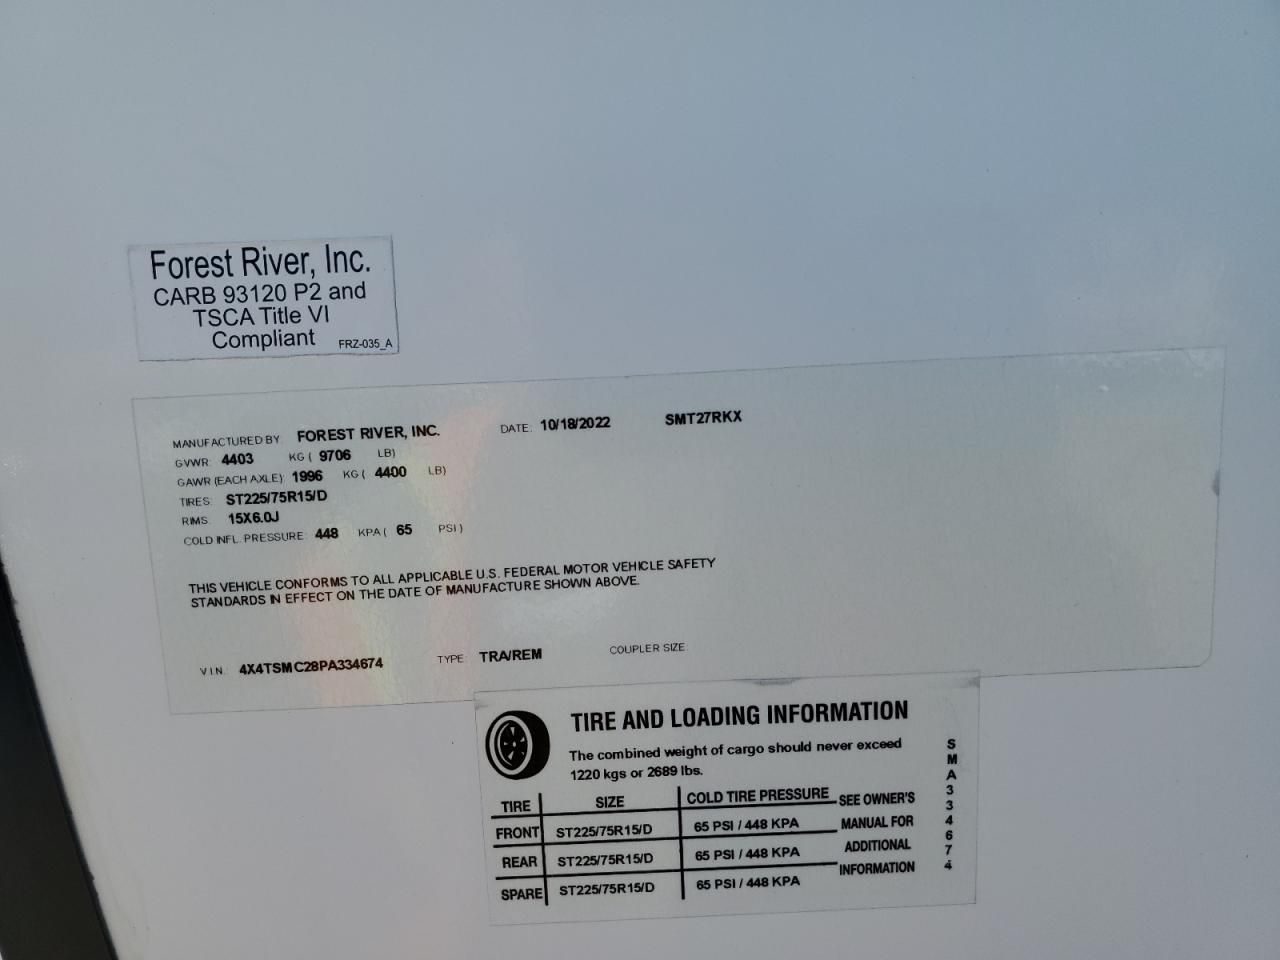 Forest River, Inc.
CARB 93120 P2 and
TSCA Title VI
Compliant FRZ-035_A
MANUFACTURED BY: FOREST RIVER, INC. DATE: 10/18/2022 SMT27RKX
GVWR: 4403 KG ( 9706 LB)
GAWR (EACH AXLE): 1996 KG ( 4400 LB)
TIRES: ST225/75R15/D
RIMS: 15X6.0J
COLD INFL. PRESSURE: 448 KPA ( 65 PSI )
THIS VEHICLE CONFORMS TO ALL APPLICABLE U.S. FEDERAL MOTOR VEHICLE SAFETY
STANDARDS IN EFFECT ON THE DATE OF MANUFACTURE SHOWN ABOVE.
V I N: 4X4TSMC28PA334674 TYPE: TRA/REM COUPLER SIZE:
TIRE AND LOADING INFORMATION
The combined weight of cargo should never exceed
1220 kgs or 2689 lbs.
TIRE SIZE COLD TIRE PRESSURE SEE OWNER'S
FRONT ST225/75R15/D 65 PSI / 448 KPA MANUAL FOR
REAR ST225/75R15/D 65 PSI / 448 KPA ADDITIONAL
SPARE ST225/75R15/D 65 PSI / 448 KPA INFORMATION
SMA334674